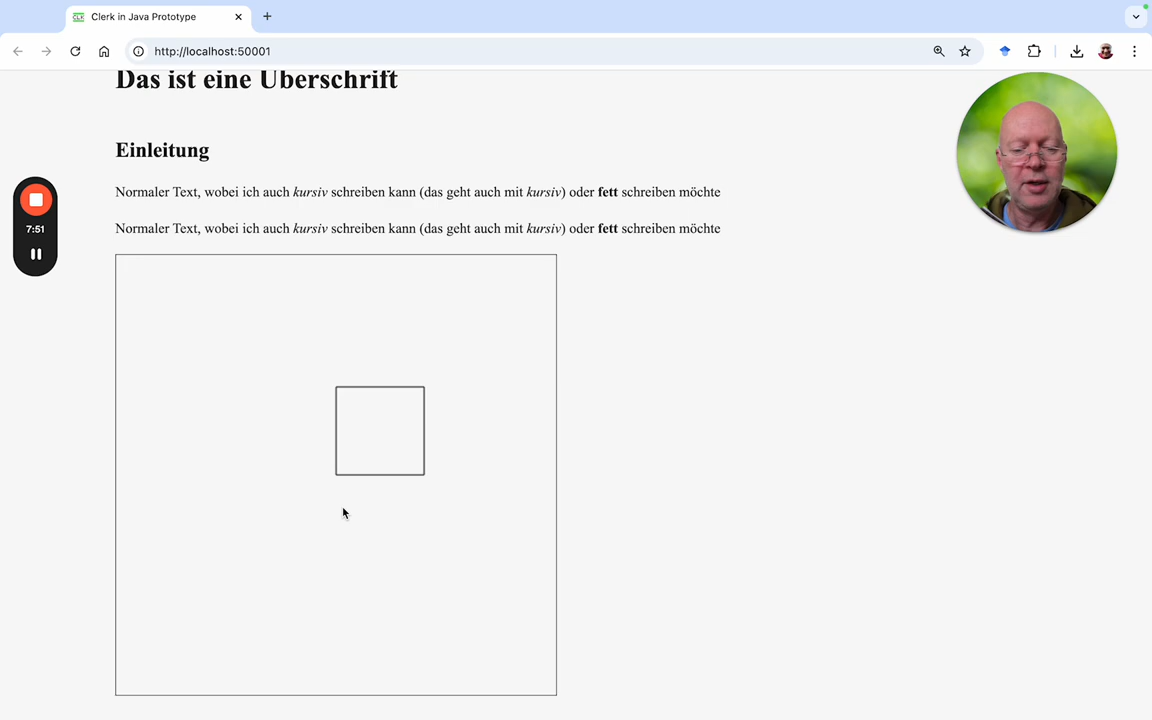 Clerk in Java Prototype
http://localhost:50001
Das ist eine Überschrift
Einleitung
Normaler Text, wobei ich auch kursiv schreiben kann (das geht auch mit kursiv) oder fett schreiben möchte
Normaler Text, wobei ich auch kursiv schreiben kann (das geht auch mit kursiv) oder fett schreiben möchte
7:51